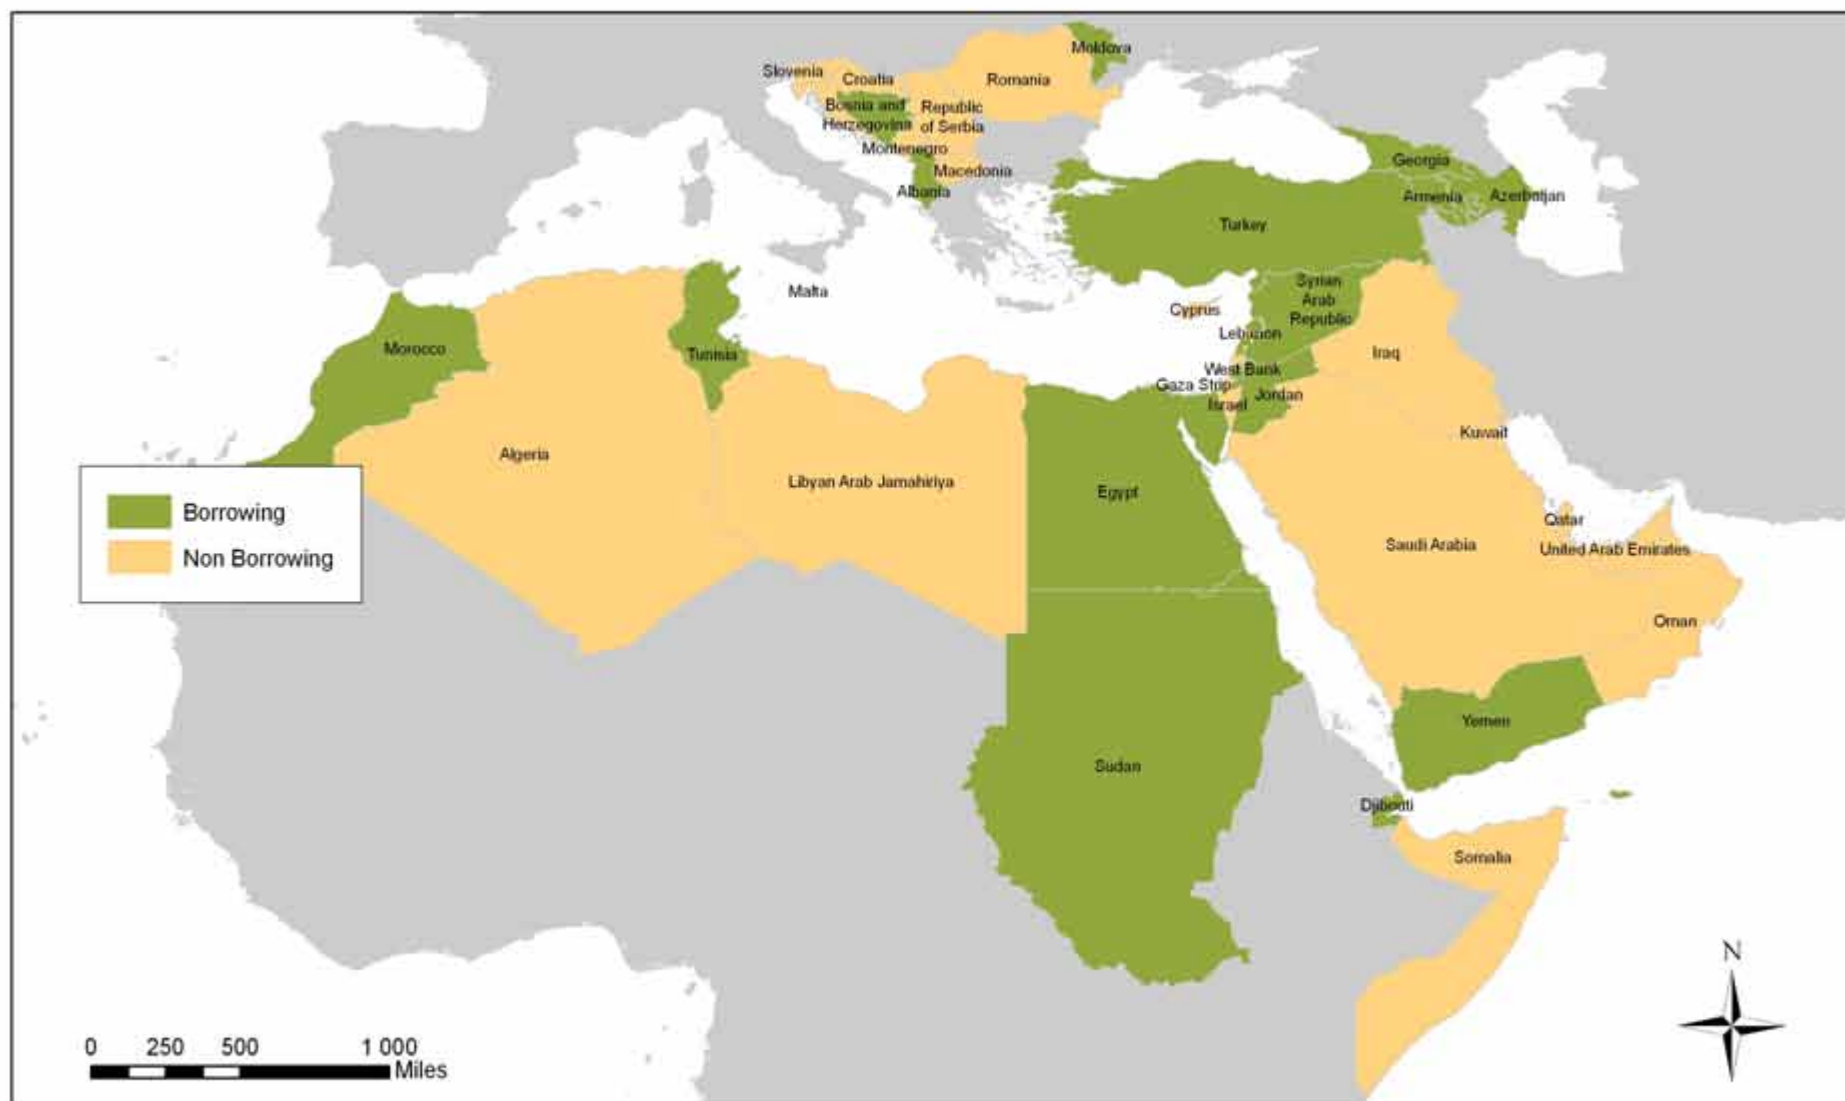 Moldova
Slovenia
Croatia
Romania
Bosnia and
Herzegovina
Republic
of Serbia
Montenegro
Macedonia
Albania
Georgia
Armenia
Azerbaijan
Turkey
Malta
Syrian
Arab
Republic
Cyprus
Lebanon
Morocco
Tunisia
Iraq
West Bank
Gaza Strip
Jordan
Israel
Kuwait
Algeria
Libyan Arab Jamahiriya
Egypt
Qatar
Saudi Arabia
United Arab Emirates
Borrowing
Non Borrowing
Oman
Yemen
Sudan
Djibouti
Somalia
N
0 250 500 1 000
Miles